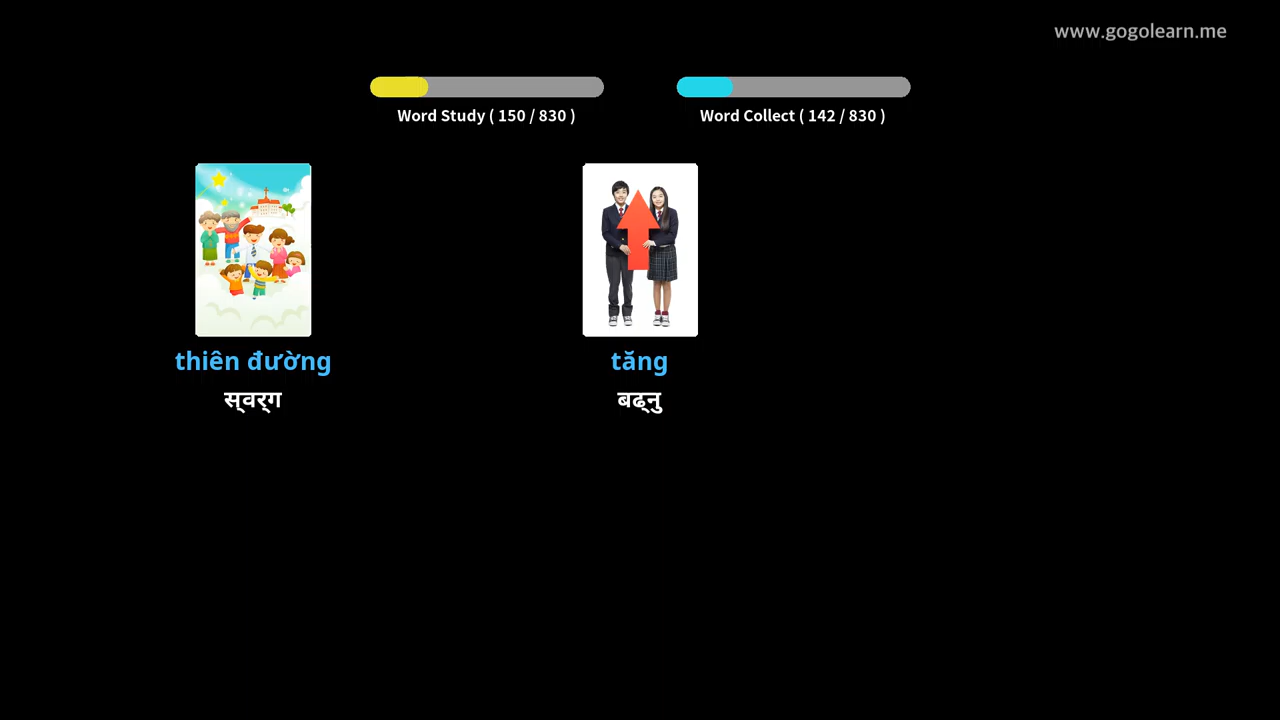 www.gogolearn.me
Word Study ( 150 / 830 )
Word Collect ( 142 / 830 )
thiên đường
tăng
स्वर्ग
बढ्नु